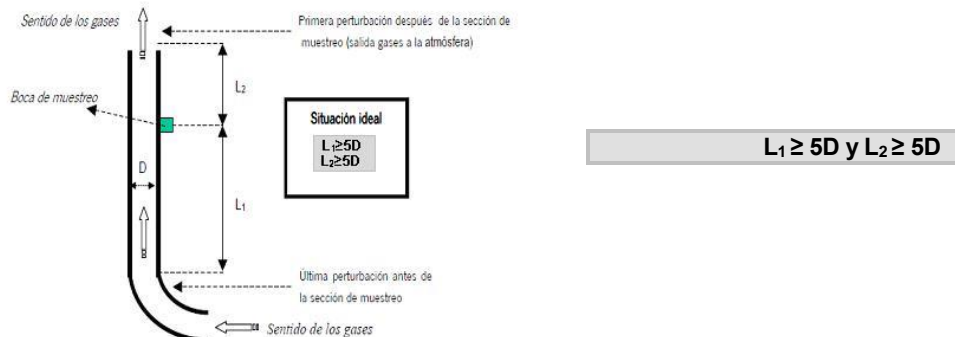 Sentido de los gases
Primera perturbación después de la sección de
muestreo (salida gases a la atmósfera)
L₂
Boca de muestreo
Situación ideal
L₁≥5D
L₂≥5D
L₁ ≥ 5D y L₂ ≥ 5D
D
L₁
Última perturbación antes de
la sección de muestreo
Sentido de los gases